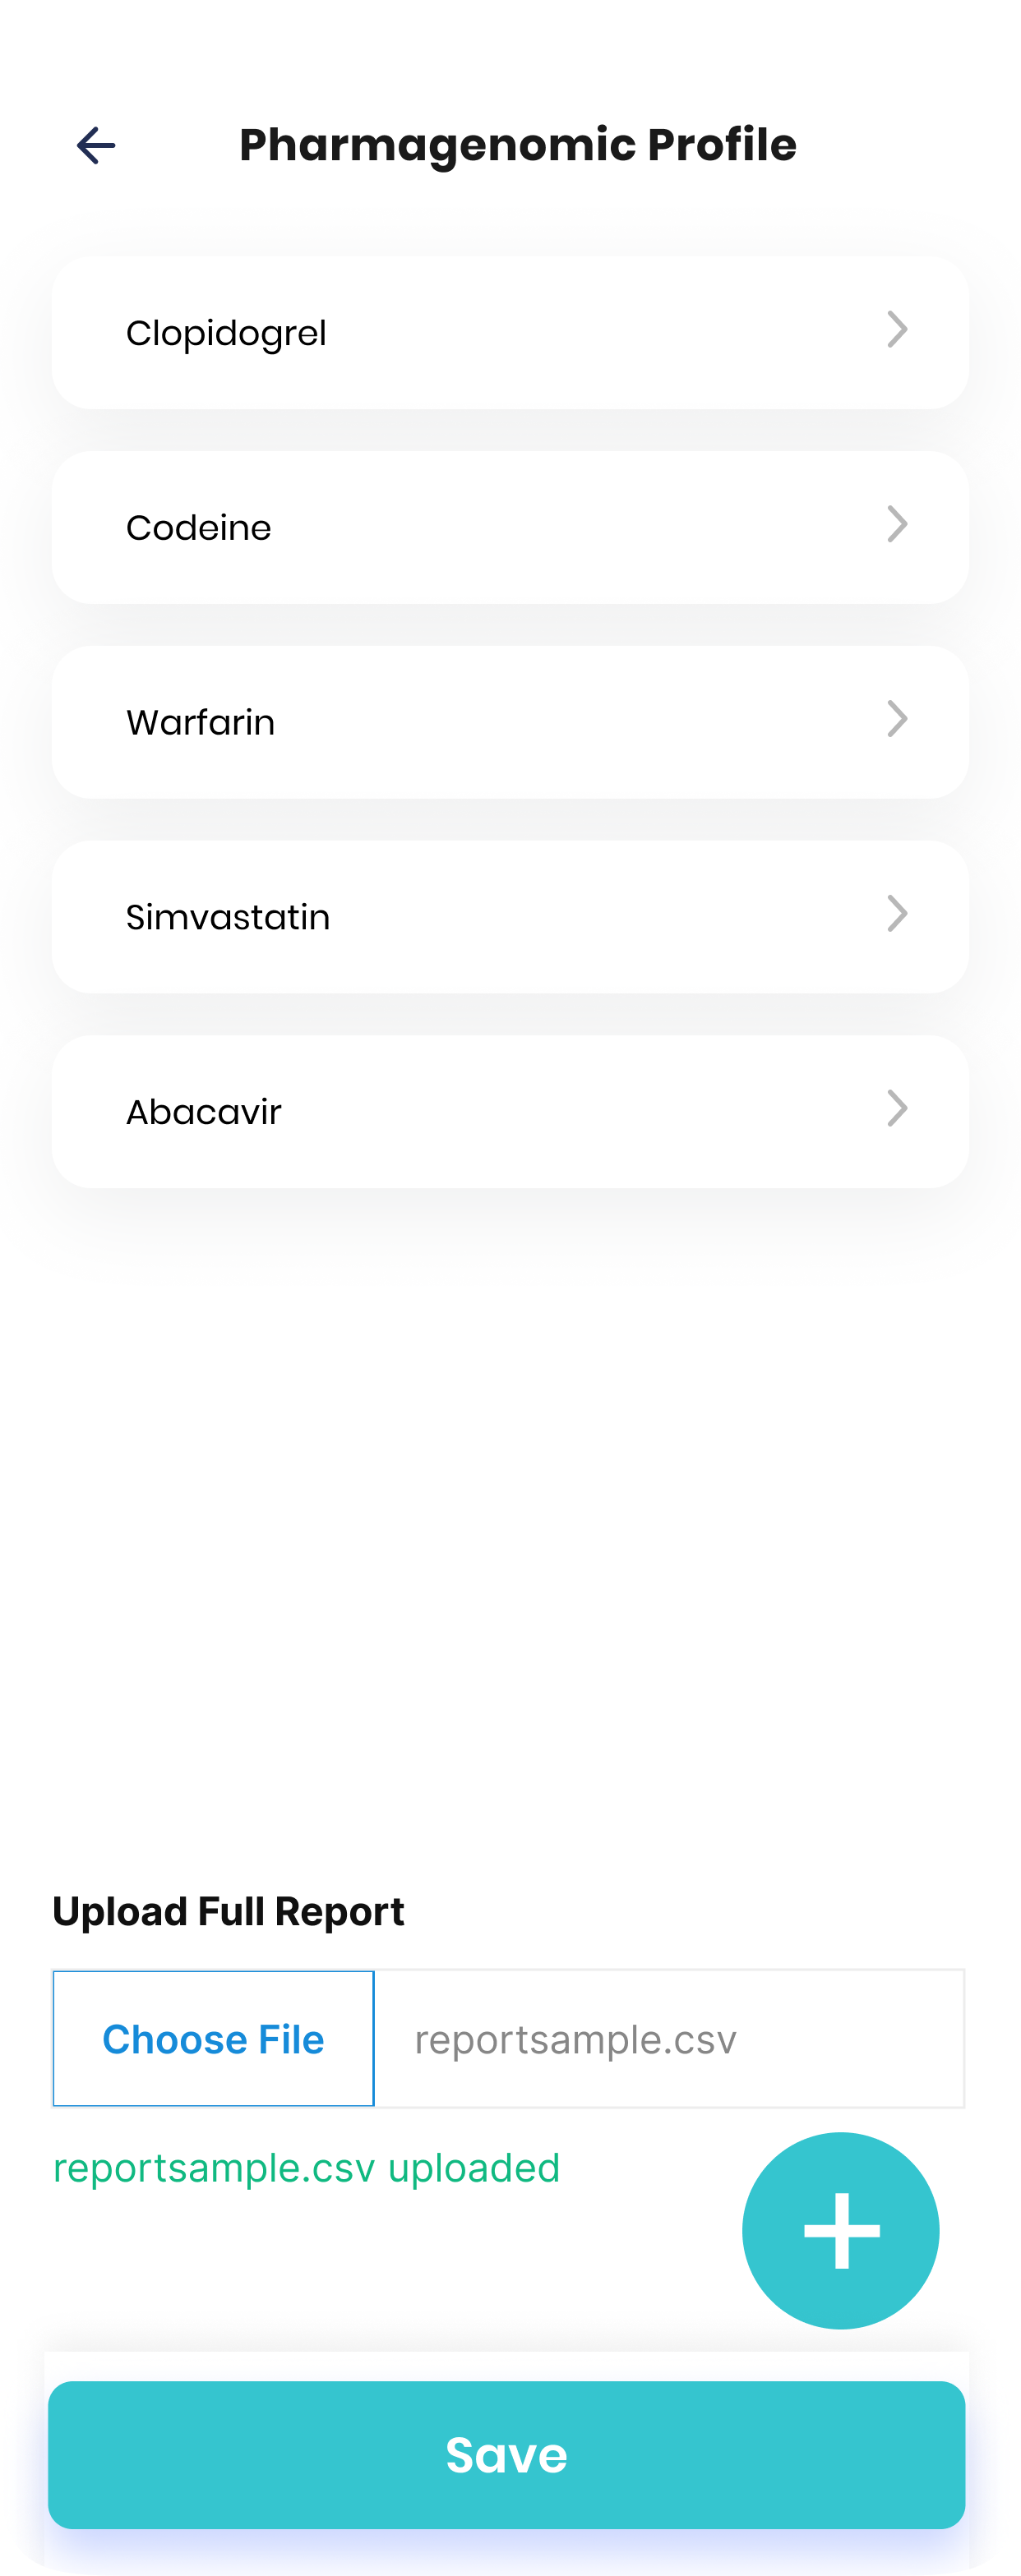 Pharmagenomic Profile
Clopidogrel
Codeine
Warfarin
Simvastatin
Abacavir
Upload Full Report
Choose File
reportsample.csv
reportsample.csv uploaded
Save